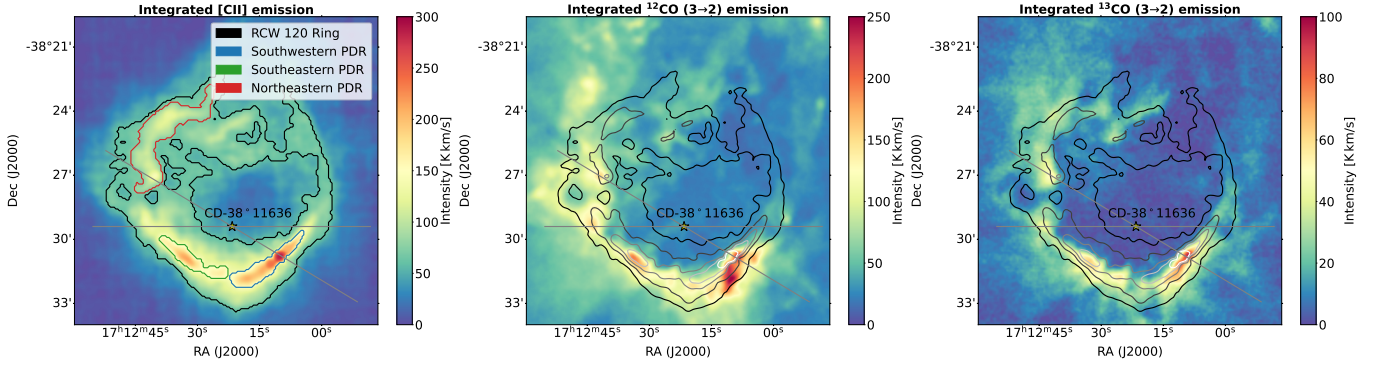 Integrated [CII] emission
RCW 120 Ring
Southwestern PDR
Southeastern PDR
Northeastern PDR
CD-38°11636
-38°21'
24'
27'
30'
33'
17ʰ12ᵐ45ˢ
30ˢ
15ˢ
00ˢ
Dec (J2000)
RA (J2000)
300
250
200
150
100
50
0
Intensity [K km/s]
Integrated ¹²CO (3→2) emission
CD-38°11636
-38°21'
24'
27'
30'
33'
17ʰ12ᵐ45ˢ
30ˢ
15ˢ
00ˢ
Dec (J2000)
RA (J2000)
250
200
150
100
50
0
Intensity [K km/s]
Integrated ¹³CO (3→2) emission
CD-38°11636
-38°21'
24'
27'
30'
33'
17ʰ12ᵐ45ˢ
30ˢ
15ˢ
00ˢ
Dec (J2000)
RA (J2000)
100
80
60
40
20
0
Intensity [K km/s]